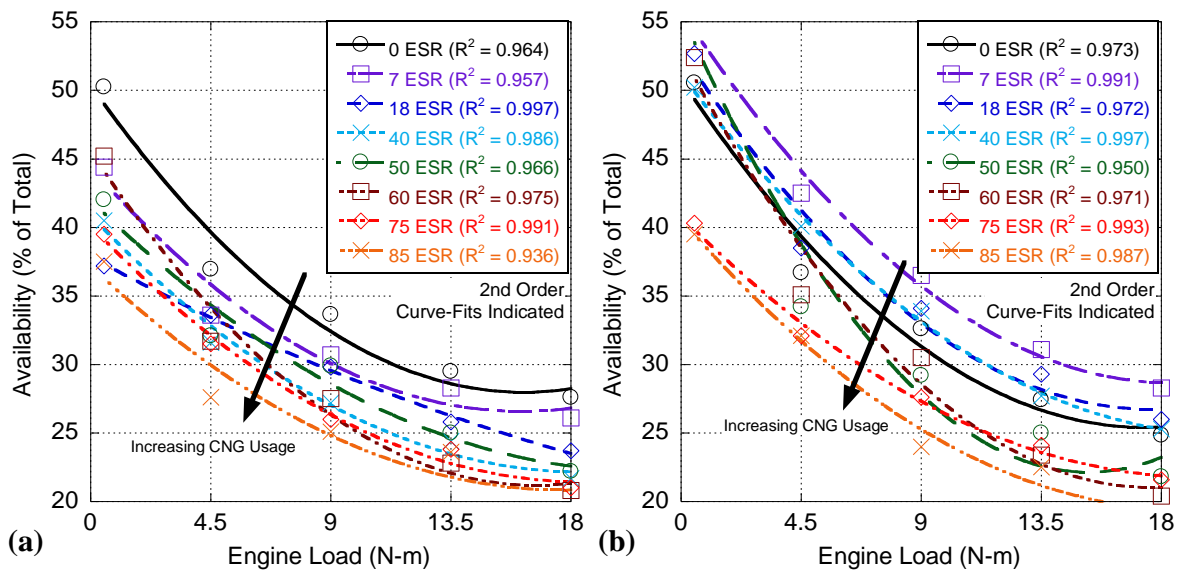 55
50
45
40
35
30
25
20
0
4.5
9
13.5
18
Availability (% of Total)
Engine Load (N-m)
(a)
0 ESR (R² = 0.964)
7 ESR (R² = 0.957)
18 ESR (R² = 0.997)
40 ESR (R² = 0.986)
50 ESR (R² = 0.966)
60 ESR (R² = 0.975)
75 ESR (R² = 0.991)
85 ESR (R² = 0.936)
2nd Order
Curve-Fits Indicated
Increasing CNG Usage
55
50
45
40
35
30
25
20
0
4.5
9
13.5
18
Availability (% of Total)
Engine Load (N-m)
(b)
0 ESR (R² = 0.973)
7 ESR (R² = 0.991)
18 ESR (R² = 0.972)
40 ESR (R² = 0.997)
50 ESR (R² = 0.950)
60 ESR (R² = 0.971)
75 ESR (R² = 0.993)
85 ESR (R² = 0.987)
2nd Order
Curve-Fits Indicated
Increasing CNG Usage